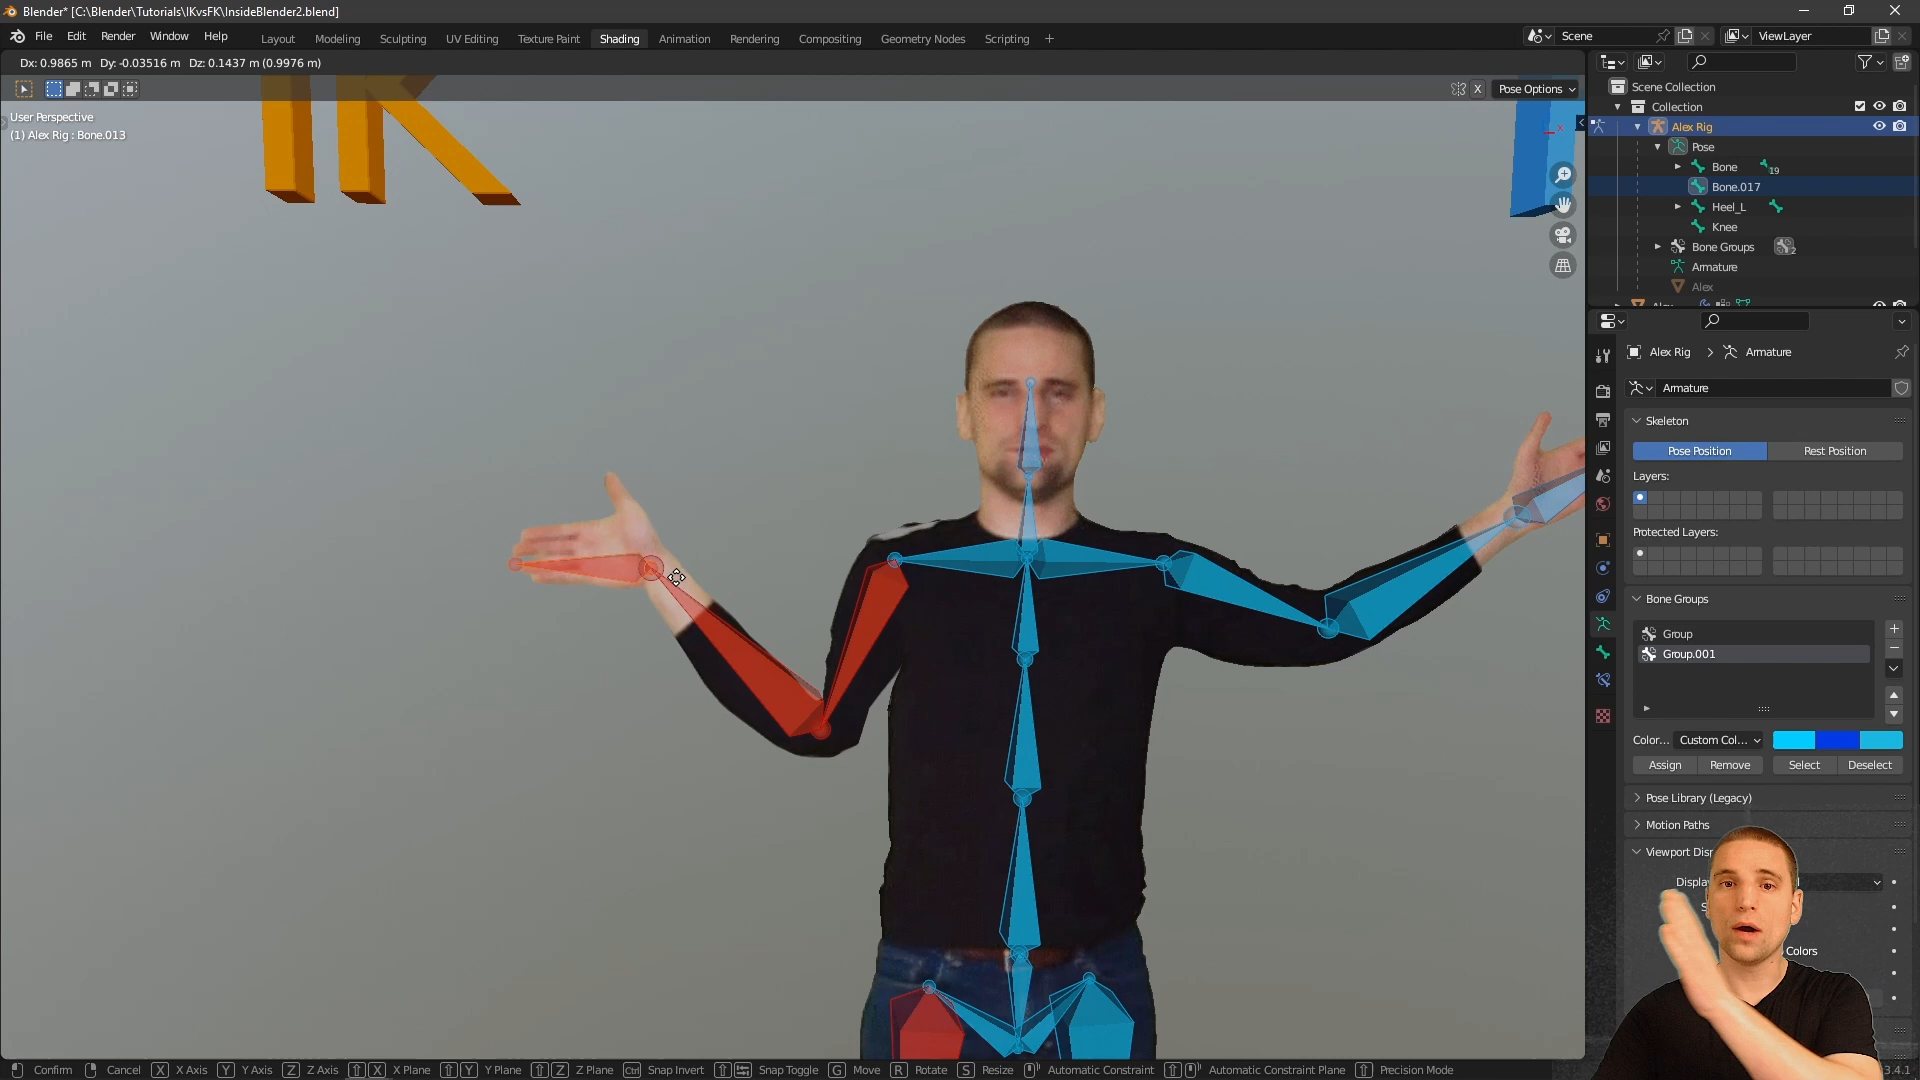 Blender* [C:\Blender\Tutorials\IKvsFK\InsideBlender2.blend]
File Edit Render Window Help
Layout Modeling Sculpting UV Editing Texture Paint Shading Animation Rendering Compositing Geometry Nodes Scripting +
Scene
ViewLayer
Dx: 0.9865 m Dy: -0.03516 m Dz: 0.1437 m (0.9976 m)
X
Pose Options
User Perspective
(1) Alex Rig : Bone.013
IK
X
Scene Collection
Collection
Alex Rig
Pose
Bone 19
Bone.017
Heel_L
Knee
Bone Groups 2
Armature
Alex
Alex Rig > Armature
Armature
Skeleton
Pose Position Rest Position
Layers:
Protected Layers:
Bone Groups
Group
Group.001
Color... Custom Col...
Assign Remove Select Deselect
Pose Library (Legacy)
Motion Paths
Viewport Disp
Colors
Confirm Cancel X X Axis Y Y Axis Z Z Axis X X Plane Y Y Plane Z Z Plane Ctrl Snap Invert Snap Toggle G Move R Rotate S Resize Automatic Constraint Automatic Constraint Plane Precision Mode
3.4.1